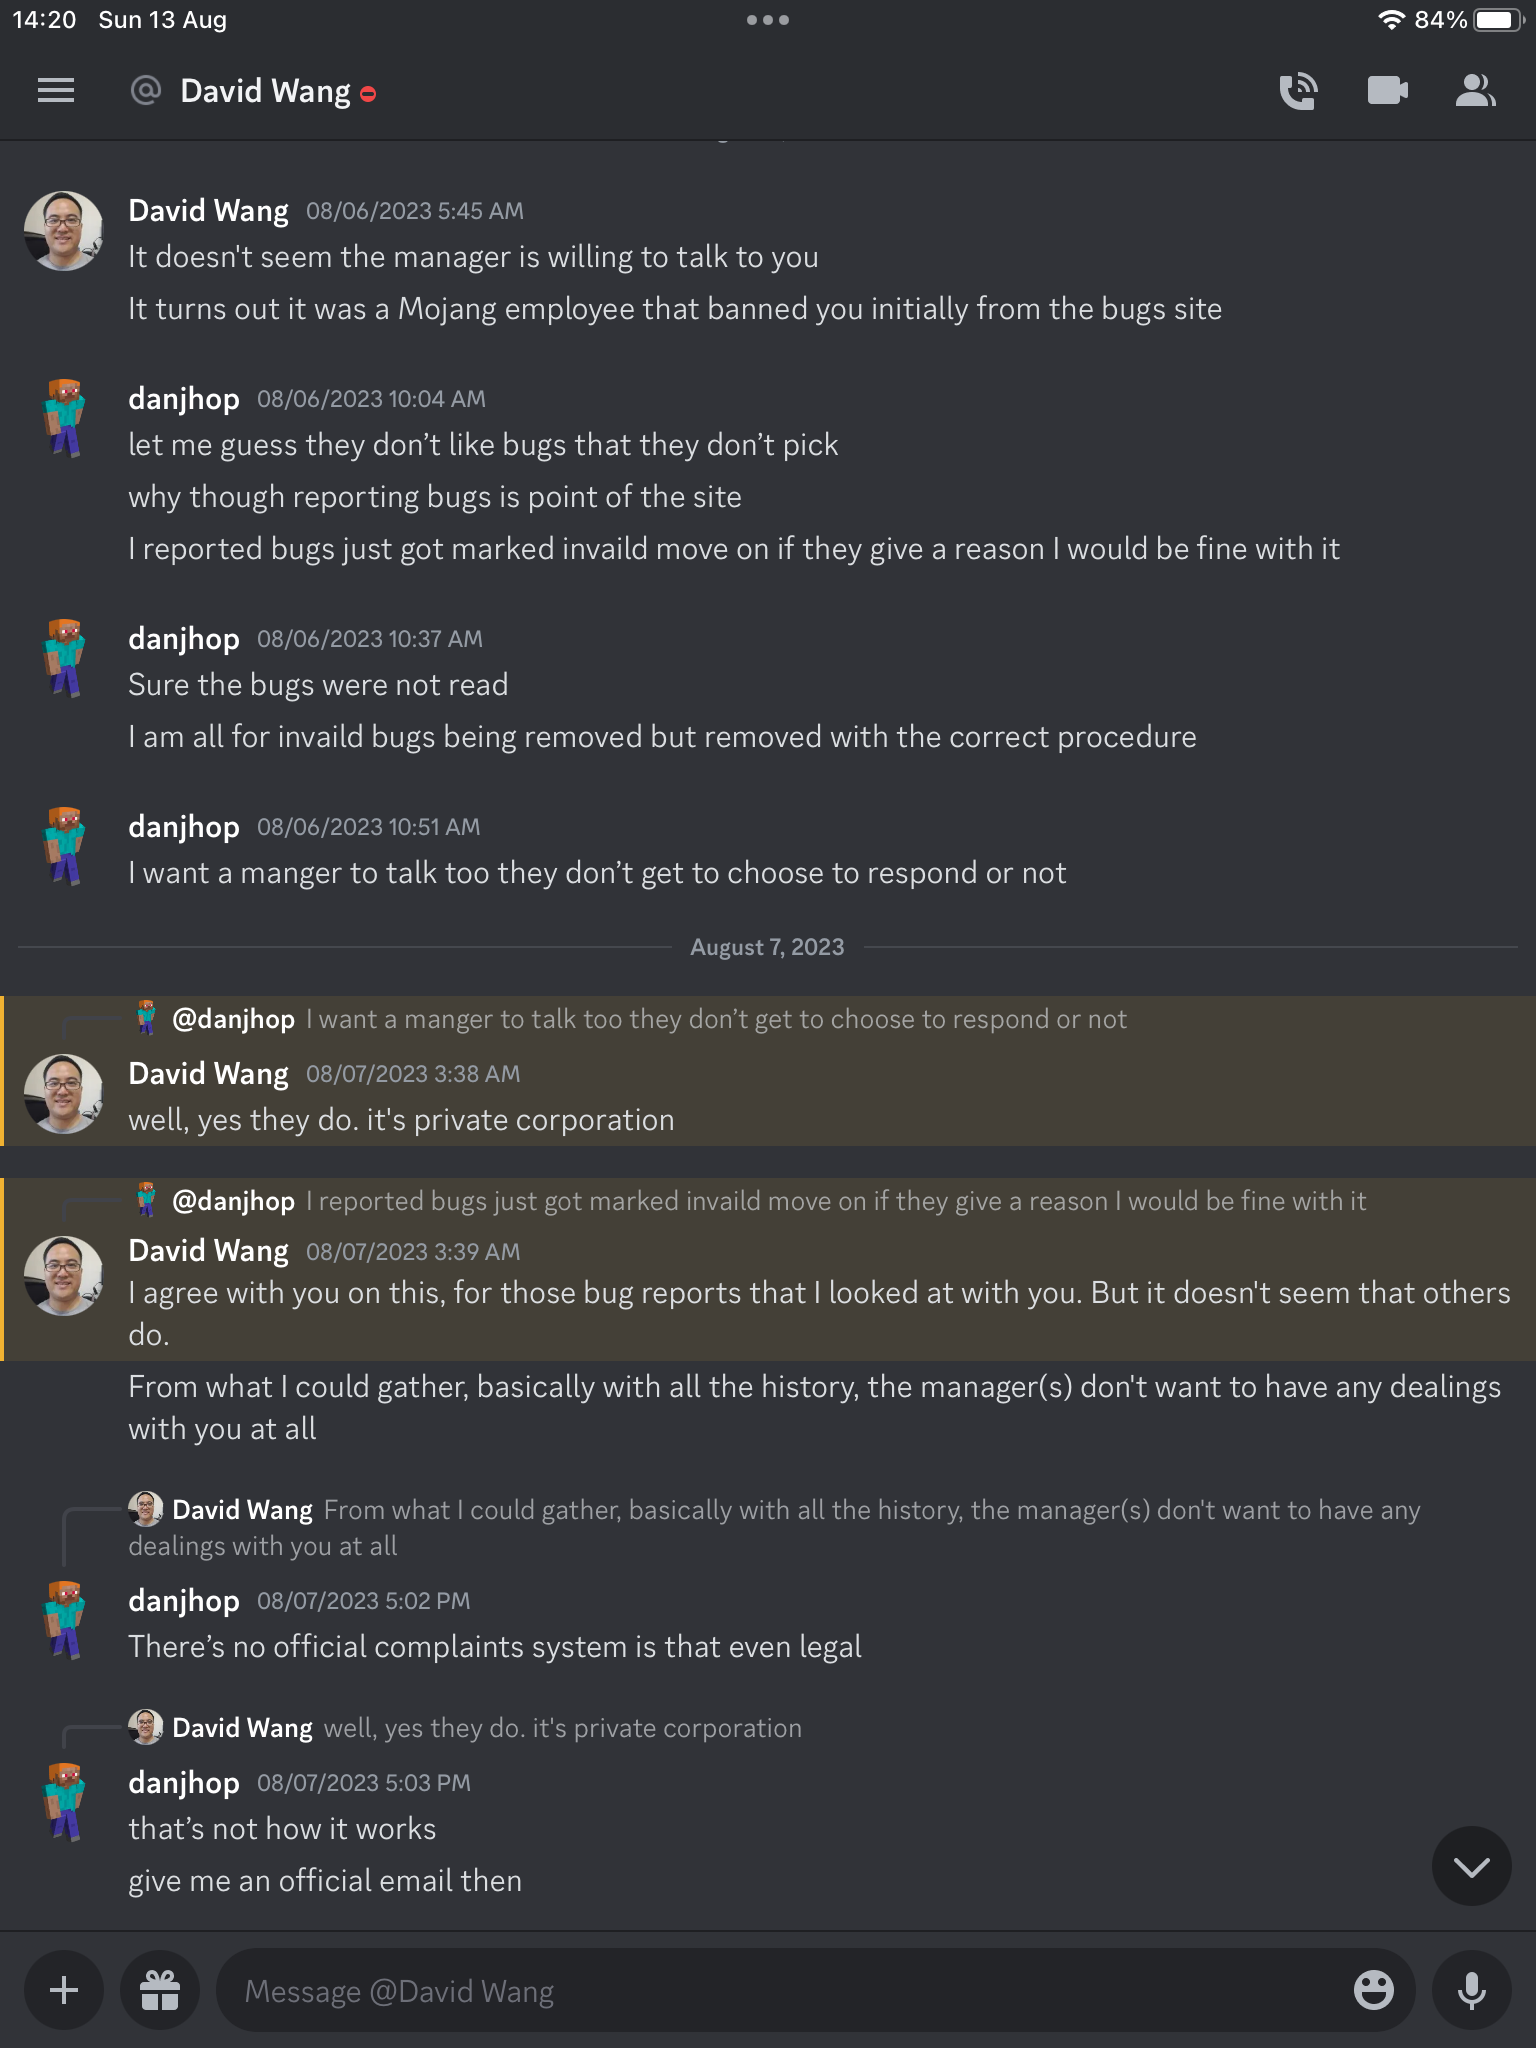 14:20 Sun 13 Aug
84%
@ David Wang
David Wang 08/06/2023 5:45 AM
It doesn't seem the manager is willing to talk to you
It turns out it was a Mojang employee that banned you initially from the bugs site
danjhop 08/06/2023 10:04 AM
let me guess they don’t like bugs that they don’t pick
why though reporting bugs is point of the site
I reported bugs just got marked invaild move on if they give a reason I would be fine with it
danjhop 08/06/2023 10:37 AM
Sure the bugs were not read
I am all for invaild bugs being removed but removed with the correct procedure
danjhop 08/06/2023 10:51 AM
I want a manger to talk too they don’t get to choose to respond or not
August 7, 2023
@danjhop I want a manger to talk too they don’t get to choose to respond or not
David Wang 08/07/2023 3:38 AM
well, yes they do. it's private corporation
@danjhop I reported bugs just got marked invaild move on if they give a reason I would be fine with it
David Wang 08/07/2023 3:39 AM
I agree with you on this, for those bug reports that I looked at with you. But it doesn't seem that others
do.
From what I could gather, basically with all the history, the manager(s) don't want to have any dealings
with you at all
David Wang From what I could gather, basically with all the history, the manager(s) don't want to have any
dealings with you at all
danjhop 08/07/2023 5:02 PM
There’s no official complaints system is that even legal
David Wang well, yes they do. it's private corporation
danjhop 08/07/2023 5:03 PM
that’s not how it works
give me an official email then
Message @David Wang